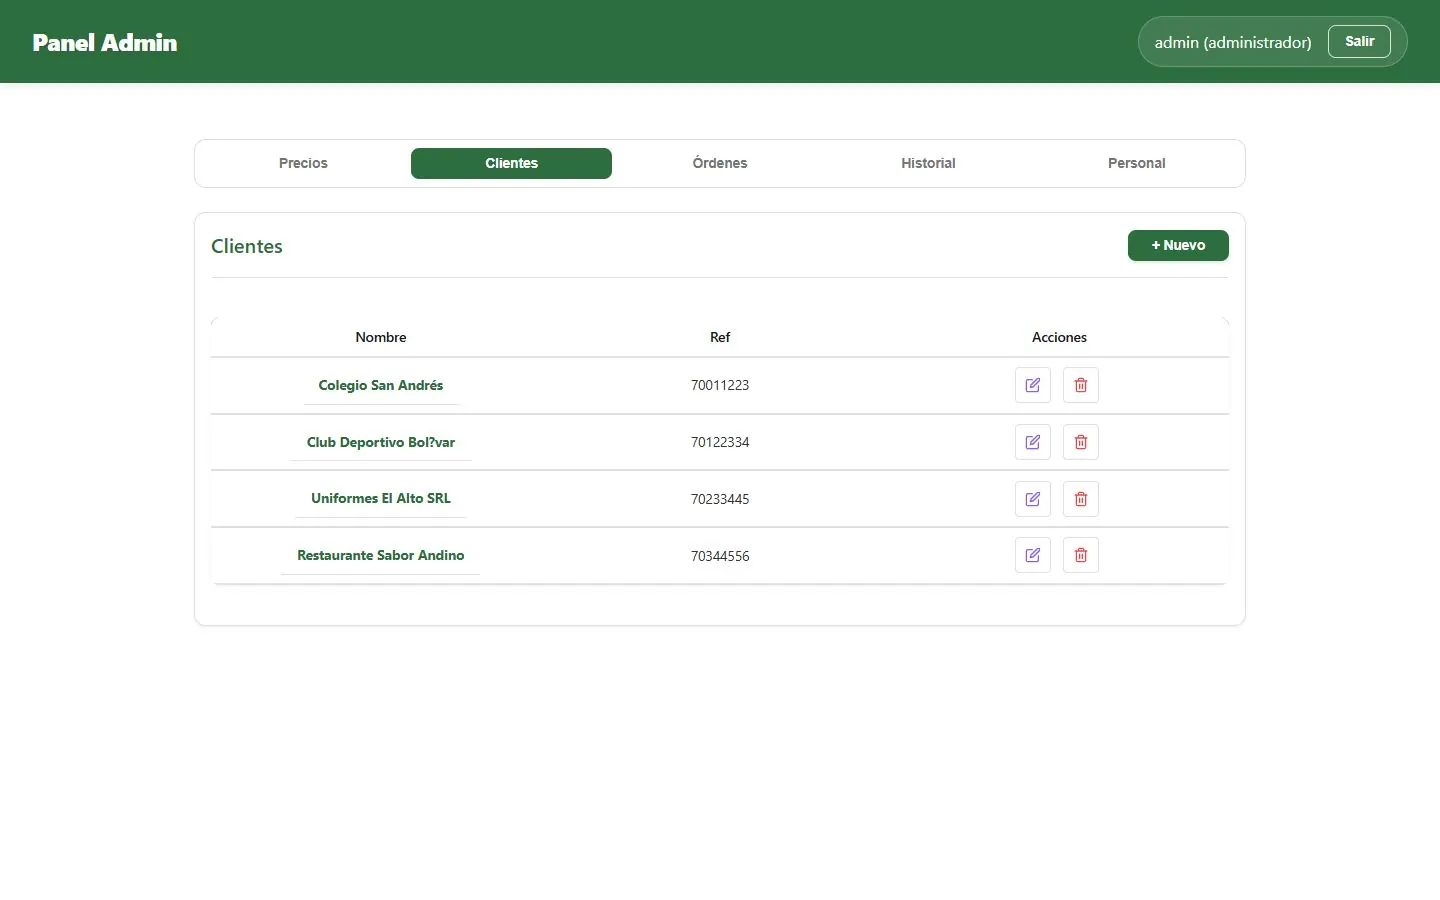 Panel Admin
admin (administrador) Salir
Precios Clientes Órdenes Historial Personal
Clientes + Nuevo
Nombre Ref Acciones
Colegio San Andrés 70011223
Club Deportivo Bol?var 70122334
Uniformes El Alto SRL 70233445
Restaurante Sabor Andino 70344556